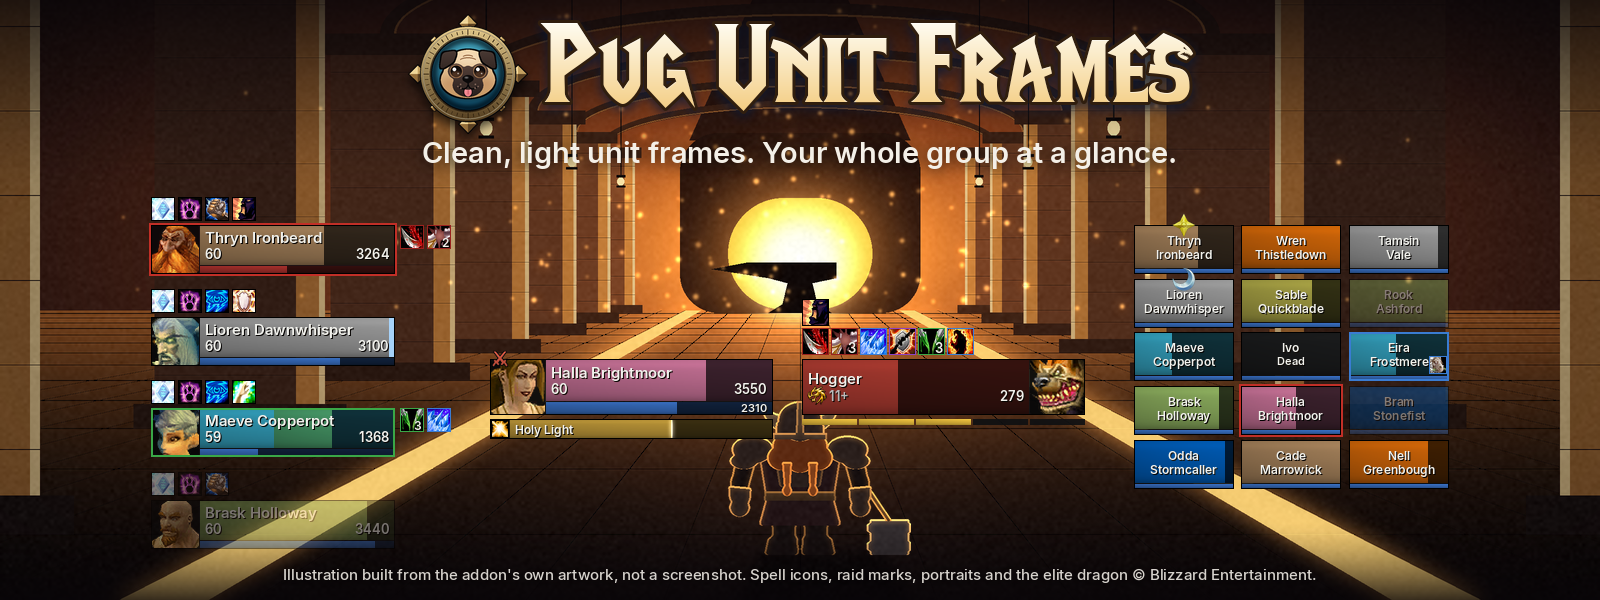 PUG UNIT FRAMES
Clean, light unit frames. Your whole group at a glance.
Thryn Ironbeard
60
3264
2
Lioren Dawnwhisper
60
3100
Maeve Copperpot
59
1368
3
Brask Holloway
60
3440
Halla Brightmoor
60
3550
2310
Holy Light
3
3
Hogger
11+
279
Thryn
Ironbeard
Wren
Thistledown
Tamsin
Vale
Lioren
Dawnwhisper
Sable
Quickblade
Rook
Ashford
Maeve
Copperpot
Ivo
Dead
Eira
Frostmere
Brask
Holloway
Halla
Brightmoor
Bram
Stonefist
Odda
Stormcaller
Cade
Marrowick
Nell
Greenbough
Illustration built from the addon's own artwork, not a screenshot. Spell icons, raid marks, portraits and the elite dragon © Blizzard Entertainment.